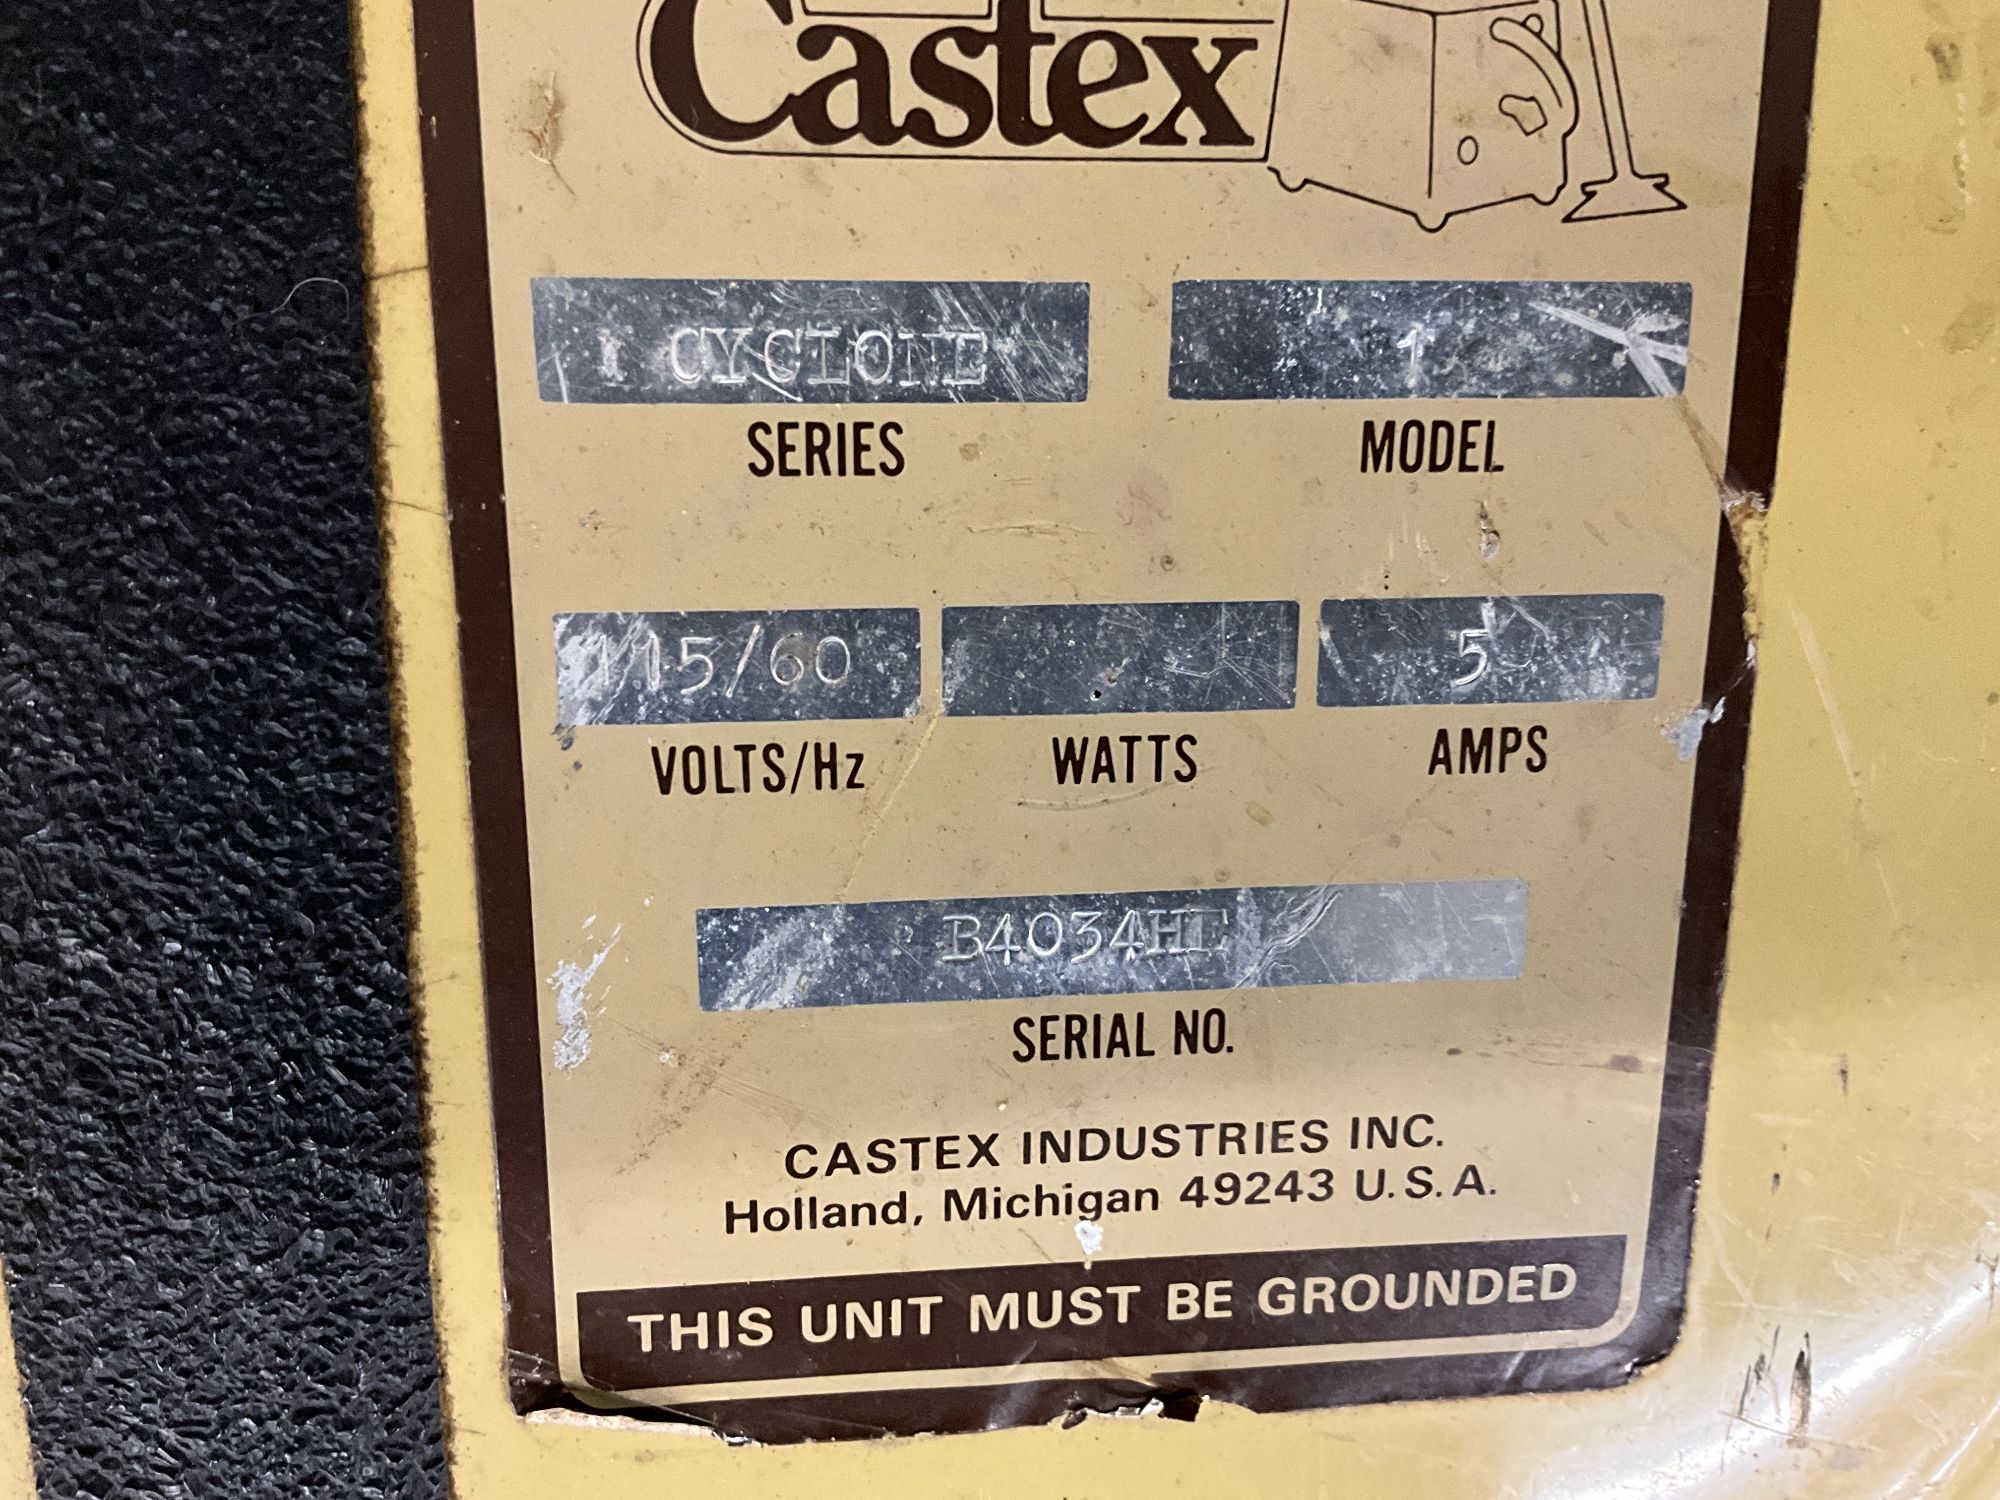 Castex
I CYCLONE 1
SERIES MODEL
115/60 5
VOLTS/Hz WATTS AMPS
B4034HE
SERIAL NO.
CASTEX INDUSTRIES INC.
Holland, Michigan 49243 U.S.A.
THIS UNIT MUST BE GROUNDED